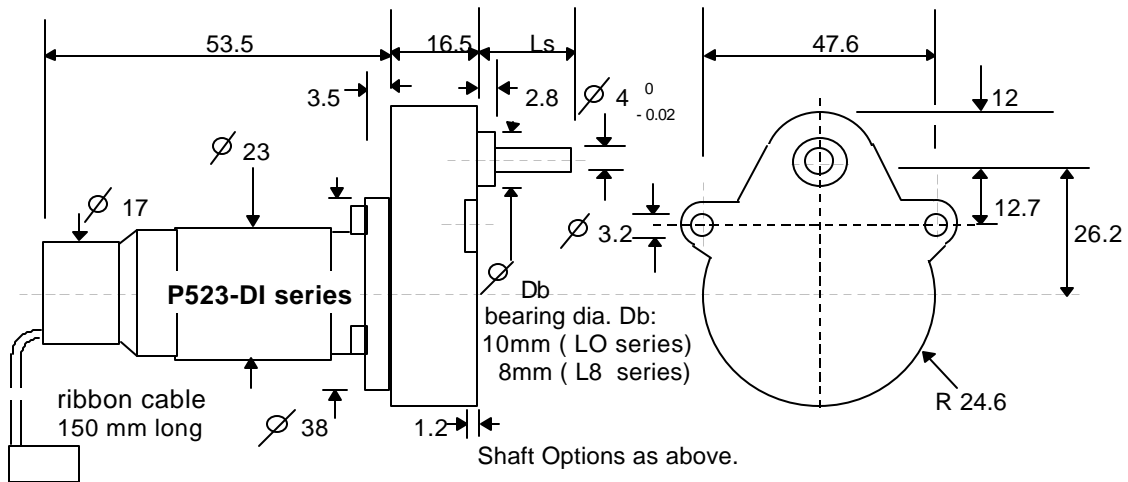 53.5
16.5
Ls
47.6
3.5
2.8
Ø 4 0
- 0.02
12
Ø 23
Ø 17
Ø 3.2
12.7
26.2
P523-DI series
Ø Db
bearing dia. Db:
10mm ( LO series)
8mm ( L8 series)
ribbon cable
150 mm long
Ø 38
1.2
R 24.6
Shaft Options as above.